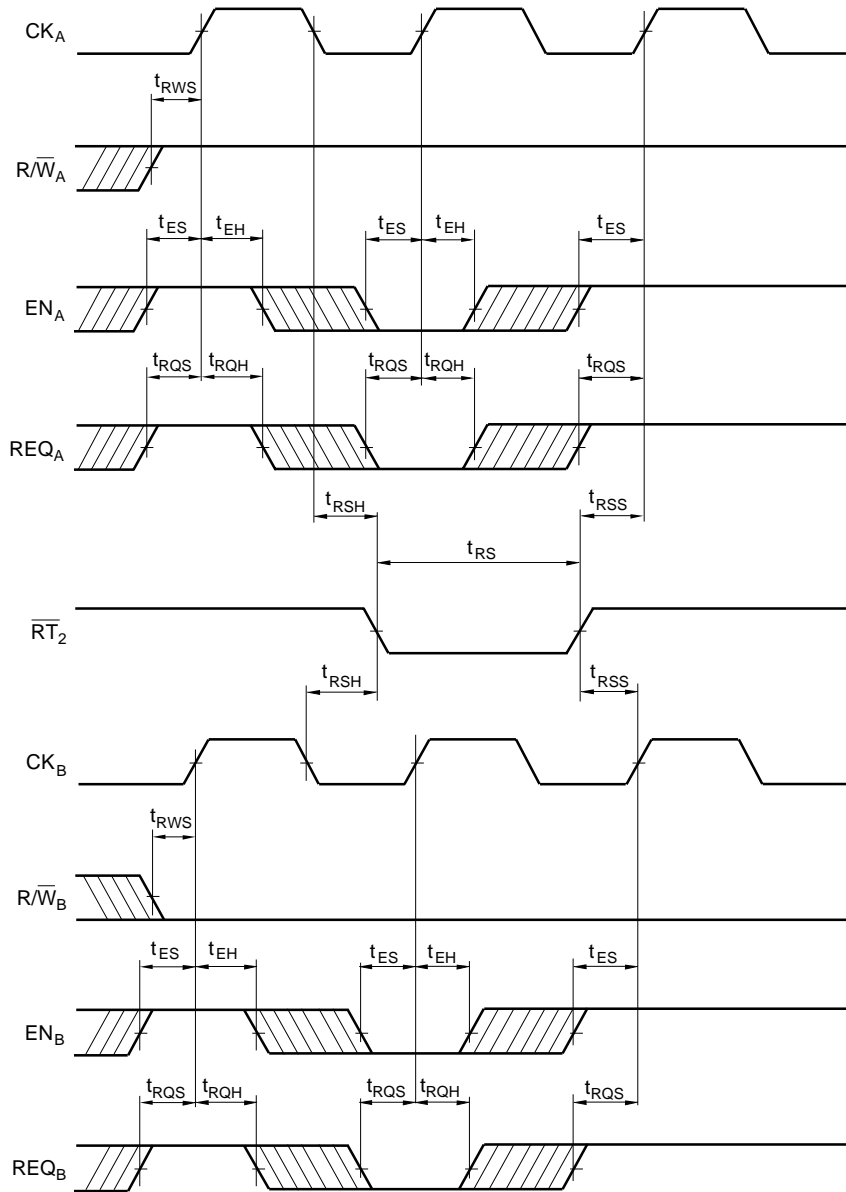 CK_A
t_RWS
R/W̅_A
t_ES t_EH t_ES t_EH t_ES
EN_A
t_RQS t_RQH t_RQS t_RQH t_RQS
REQ_A
t_RSH t_RSS
t_RS
R̅T̅_2
t_RSH t_RSS
CK_B
t_RWS
R/W̅_B
t_ES t_EH t_ES t_EH t_ES
EN_B
t_RQS t_RQH t_RQS t_RQH t_RQS
REQ_B